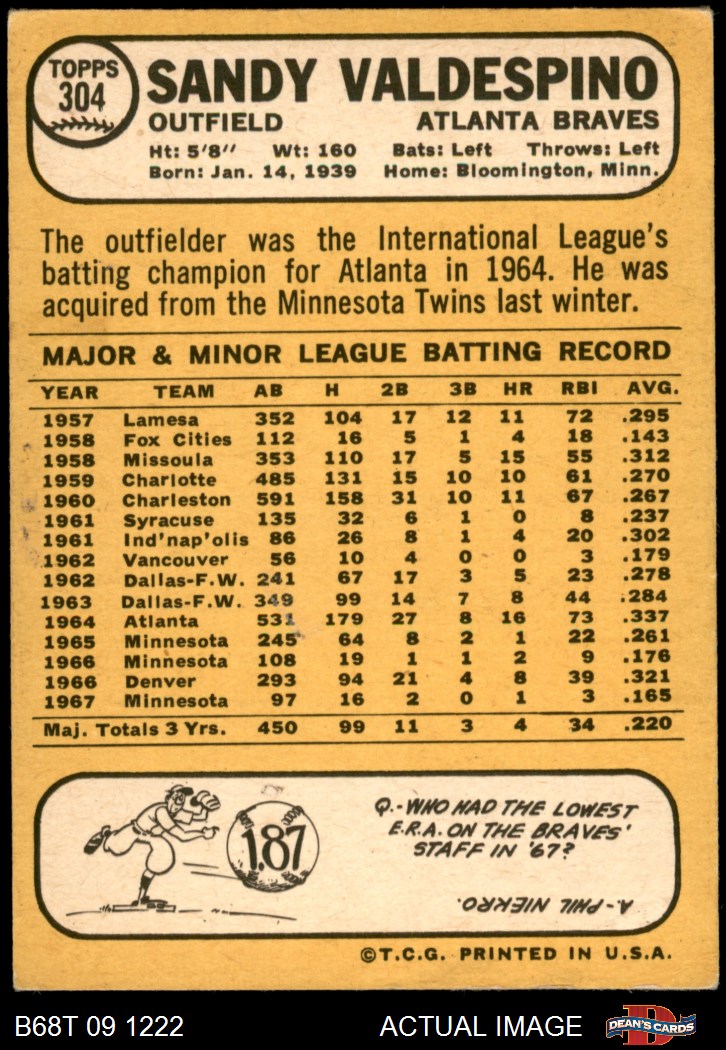 TOPPS
304
SANDY VALDESPINO
OUTFIELD ATLANTA BRAVES
Ht: 5'8" Wt: 160 Bats: Left Throws: Left
Born: Jan. 14, 1939 Home: Bloomington, Minn.
The outfielder was the International League's
batting champion for Atlanta in 1964. He was
acquired from the Minnesota Twins last winter.
MAJOR & MINOR LEAGUE BATTING RECORD
YEAR TEAM AB H 2B 3B HR RBI AVG.
1957 Lamesa 352 104 17 12 11 72 .295
1958 Fox Cities 112 16 5 1 4 18 .143
1958 Missoula 353 110 17 5 15 55 .312
1959 Charlotte 485 131 15 10 10 61 .270
1960 Charleston 591 158 31 10 11 67 .267
1961 Syracuse 135 32 6 1 0 8 .237
1961 Ind'nap'olis 86 26 8 1 4 20 .302
1962 Vancouver 56 10 4 0 0 3 .179
1962 Dallas-F.W. 241 67 17 3 5 23 .278
1963 Dallas-F.W. 349 99 14 7 8 44 .284
1964 Atlanta 531 179 27 8 16 73 .337
1965 Minnesota 245 64 8 2 1 22 .261
1966 Minnesota 108 19 1 1 2 9 .176
1966 Denver 293 94 21 4 8 39 .321
1967 Minnesota 97 16 2 0 1 3 .165
Maj. Totals 3 Yrs. 450 99 11 3 4 34 .220
1.87
Q.-WHO HAD THE LOWEST
E.R.A. ON THE BRAVES'
STAFF IN '67?
A-PHIL NIEKRO.
©T.C.G. PRINTED IN U.S.A.
B68T 09 1222 ACTUAL IMAGE
D
DEAN'S CARDS